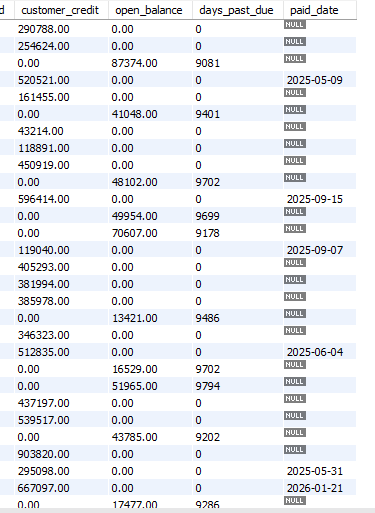 d customer_credit open_balance days_past_due paid_date
290788.00 0.00 0 NULL
254624.00 0.00 0 NULL
0.00 87374.00 9081 NULL
520521.00 0.00 0 2025-05-09
161455.00 0.00 0 NULL
0.00 41048.00 9401 NULL
43214.00 0.00 0 NULL
118891.00 0.00 0 NULL
450919.00 0.00 0 NULL
0.00 48102.00 9702 NULL
596414.00 0.00 0 2025-09-15
0.00 49954.00 9699 NULL
0.00 70607.00 9178 NULL
119040.00 0.00 0 2025-09-07
405293.00 0.00 0 NULL
381994.00 0.00 0 NULL
385978.00 0.00 0 NULL
0.00 13421.00 9486 NULL
346323.00 0.00 0 NULL
512835.00 0.00 0 2025-06-04
0.00 16529.00 9702 NULL
0.00 51965.00 9794 NULL
437197.00 0.00 0 NULL
539517.00 0.00 0 NULL
0.00 43785.00 9202 NULL
903820.00 0.00 0 NULL
295098.00 0.00 0 2025-05-31
667097.00 0.00 0 2026-01-21
0.00 17477.00 9286 NULL